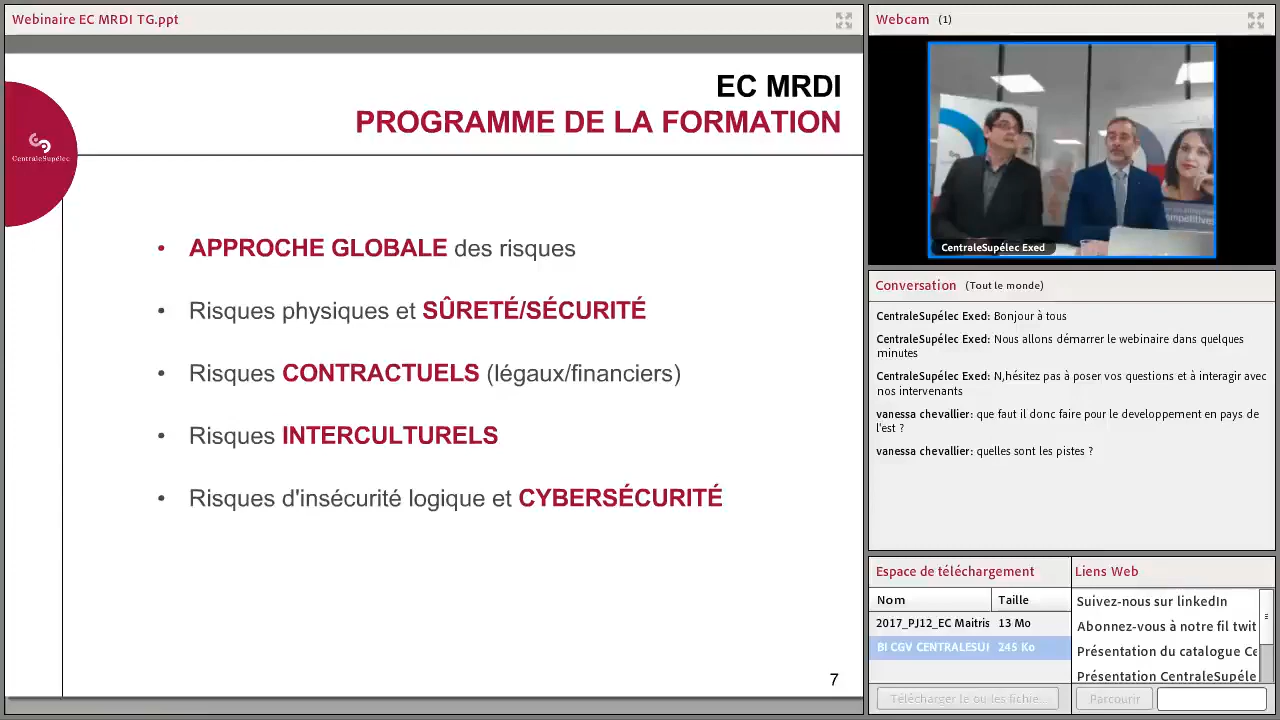 Webinaire EC MRDI TG.ppt
EC MRDI
PROGRAMME DE LA FORMATION
CentraleSupélec
• APPROCHE GLOBALE des risques
• Risques physiques et SÛRETÉ/SÉCURITÉ
• Risques CONTRACTUELS (légaux/financiers)
• Risques INTERCULTURELS
• Risques d'insécurité logique et CYBERSÉCURITÉ
7
Webcam (1)
CentraleSupélec Exed
Conversation (Tout le monde)
CentraleSupélec Exed: Bonjour à tous
CentraleSupélec Exed: Nous allons démarrer le webinaire dans quelques
minutes
CentraleSupélec Exed: N,hésitez pas à poser vos questions et à interagir avec
nos intervenants
vanessa chevallier: que faut il donc faire pour le developpement en pays de
l'est ?
vanessa chevallier: quelles sont les pistes ?
Espace de téléchargement
Nom Taille
2017_PJ12_EC Maitris 13 Mo
BI CGV CENTRALESUI 245 Ko
Télécharger le ou les fichie...
Liens Web
Suivez-nous sur linkedIn
Abonnez-vous à notre fil twit
Présentation du catalogue Ce
Présentation CentraleSupéle
Parcourir